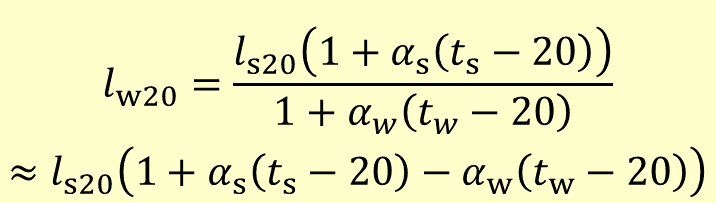 l_w20 = l_s20(1 + α_s(t_s − 20)) / 1 + α_w(t_w − 20)
≈ l_s20(1 + α_s(t_s − 20) − α_w(t_w − 20))